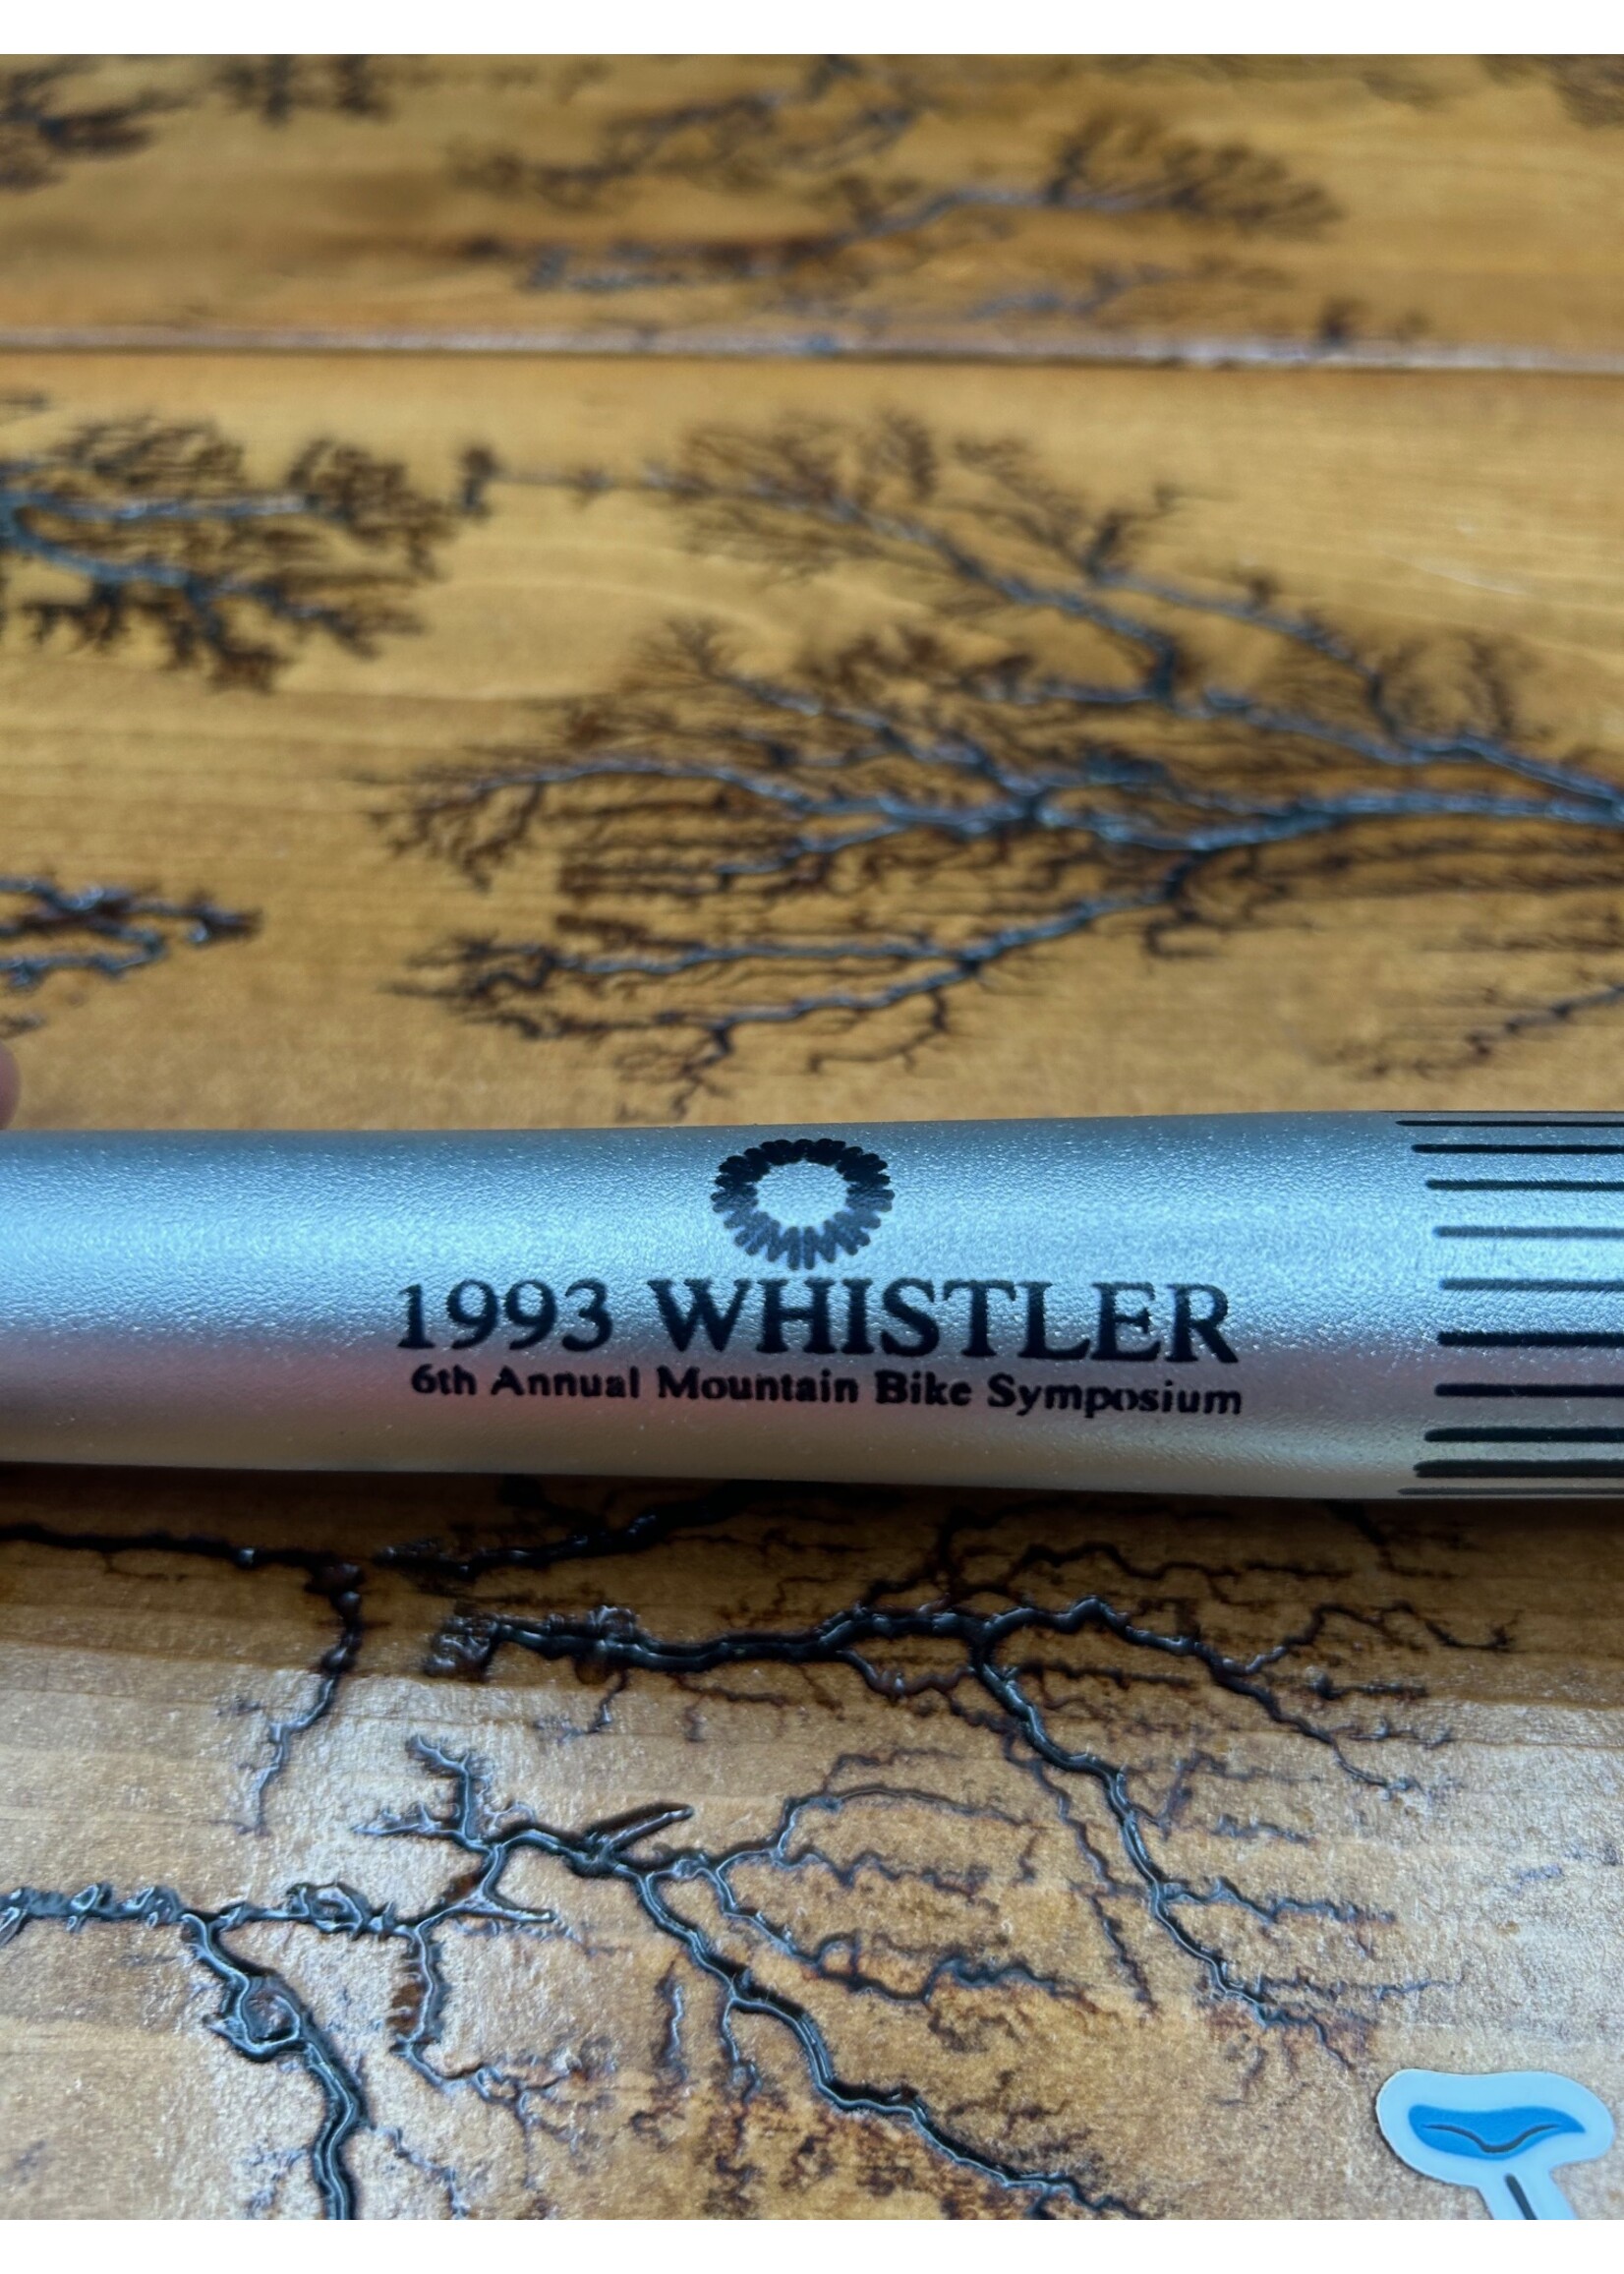 1993 WHISTLER
6th Annual Mountain Bike Symposium